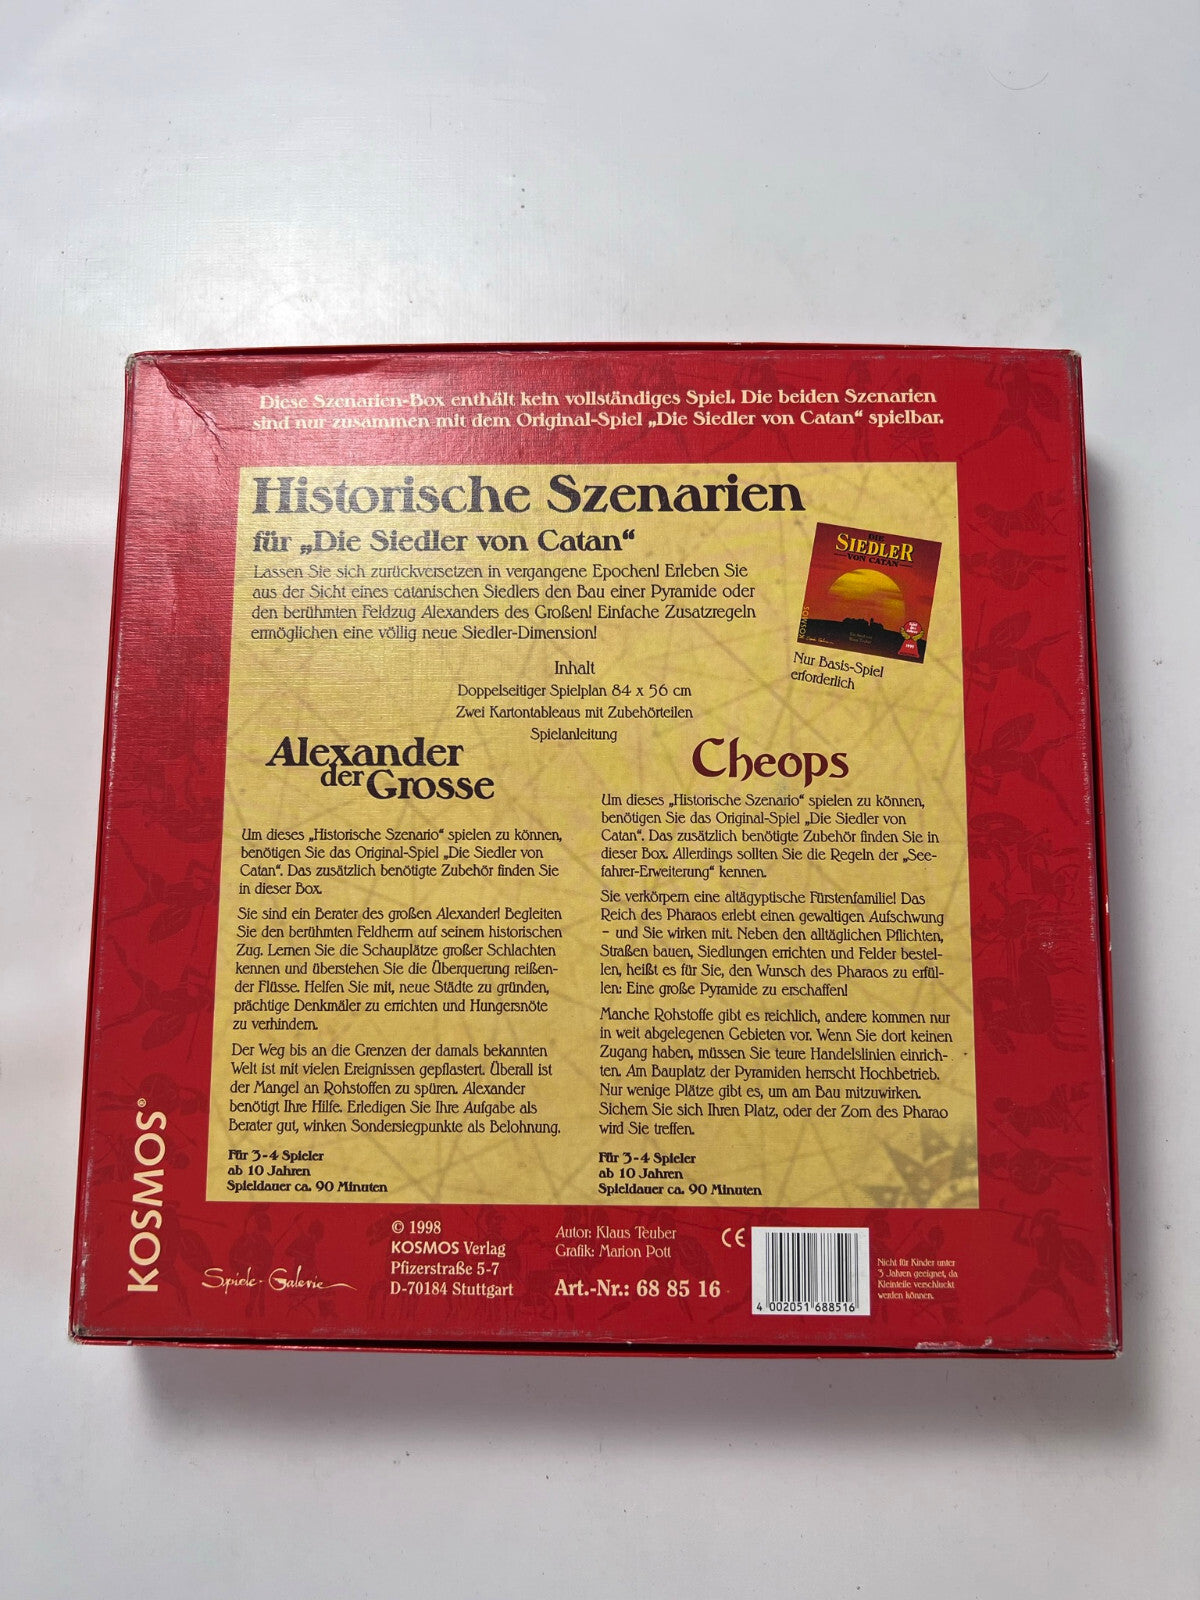 Diese Szenarien-Box enthält kein vollständiges Spiel. Die beiden Szenarien
sind nur zusammen mit dem Original-Spiel „Die Siedler von Catan“ spielbar.
Historische Szenarien
für „Die Siedler von Catan“
Lassen Sie sich zurückversetzen in vergangene Epochen! Erleben Sie
aus der Sicht eines catanischen Siedlers den Bau einer Pyramide oder
den berühmten Feldzug Alexanders des Großen! Einfache Zusatzregeln
ermöglichen eine völlig neue Siedler-Dimension!
DIE
SIEDLER
VON CATAN
KOSMOS
Nur Basis-Spiel
erforderlich
Inhalt
Doppelseitiger Spielplan 84 x 56 cm
Zwei Kartontableaus mit Zubehörteilen
Spielanleitung
Alexander
der Grosse
Um dieses „Historische Szenario“ spielen zu können,
benötigen Sie das Original-Spiel „Die Siedler von
Catan“. Das zusätzlich benötigte Zubehör finden Sie
in dieser Box.
Sie sind ein Berater des großen Alexander! Begleiten
Sie den berühmten Feldherrn auf seinem historischen
Zug. Lernen Sie die Schauplätze großer Schlachten
kennen und überstehen Sie die Überquerung reißen-
der Flüsse. Helfen Sie mit, neue Städte zu gründen,
prächtige Denkmäler zu errichten und Hungersnöte
zu verhindern.
Der Weg bis an die Grenzen der damals bekannten
Welt ist mit vielen Ereignissen gepflastert. Überall ist
der Mangel an Rohstoffen zu spüren. Alexander
benötigt Ihre Hilfe. Erledigen Sie Ihre Aufgabe als
Berater gut, winken Sondersiegpunkte als Belohnung.
Für 3-4 Spieler
ab 10 Jahren
Spieldauer ca. 90 Minuten
Cheops
Um dieses „Historische Szenario“ spielen zu können,
benötigen Sie das Original-Spiel „Die Siedler von
Catan“. Das zusätzlich benötigte Zubehör finden Sie in
dieser Box. Allerdings sollten Sie die Regeln der „See-
fahrer-Erweiterung“ kennen.
Sie verkörpern eine altägyptische Fürstenfamilie! Das
Reich des Pharaos erlebt einen gewaltigen Aufschwung
– und Sie wirken mit. Neben den alltäglichen Pflichten,
Straßen bauen, Siedlungen errichten und Felder bestel-
len, heißt es für Sie, den Wunsch des Pharaos zu erfül-
len: Eine große Pyramide zu erschaffen!
Manche Rohstoffe gibt es reichlich, andere kommen nur
in weit abgelegenen Gebieten vor. Wenn Sie dort keinen
Zugang haben, müssen Sie teure Handelslinien einrich-
ten. Am Bauplatz der Pyramiden herrscht Hochbetrieb.
Nur wenige Plätze gibt es, um am Bau mitzuwirken.
Sichern Sie sich Ihren Platz, oder der Zorn des Pharao
wird Sie treffen.
Für 3-4 Spieler
ab 10 Jahren
Spieldauer ca. 90 Minuten
KOSMOS®
Spiele-Galerie
© 1998
KOSMOS Verlag
Pfizerstraße 5-7
D-70184 Stuttgart
Autor: Klaus Teuber
Grafik: Marion Pott
Art.-Nr.: 68 85 16
CE
4 002051 688516
Nicht für Kinder unter
3 Jahren geeignet, da
Kleinteile verschluckt
werden können.